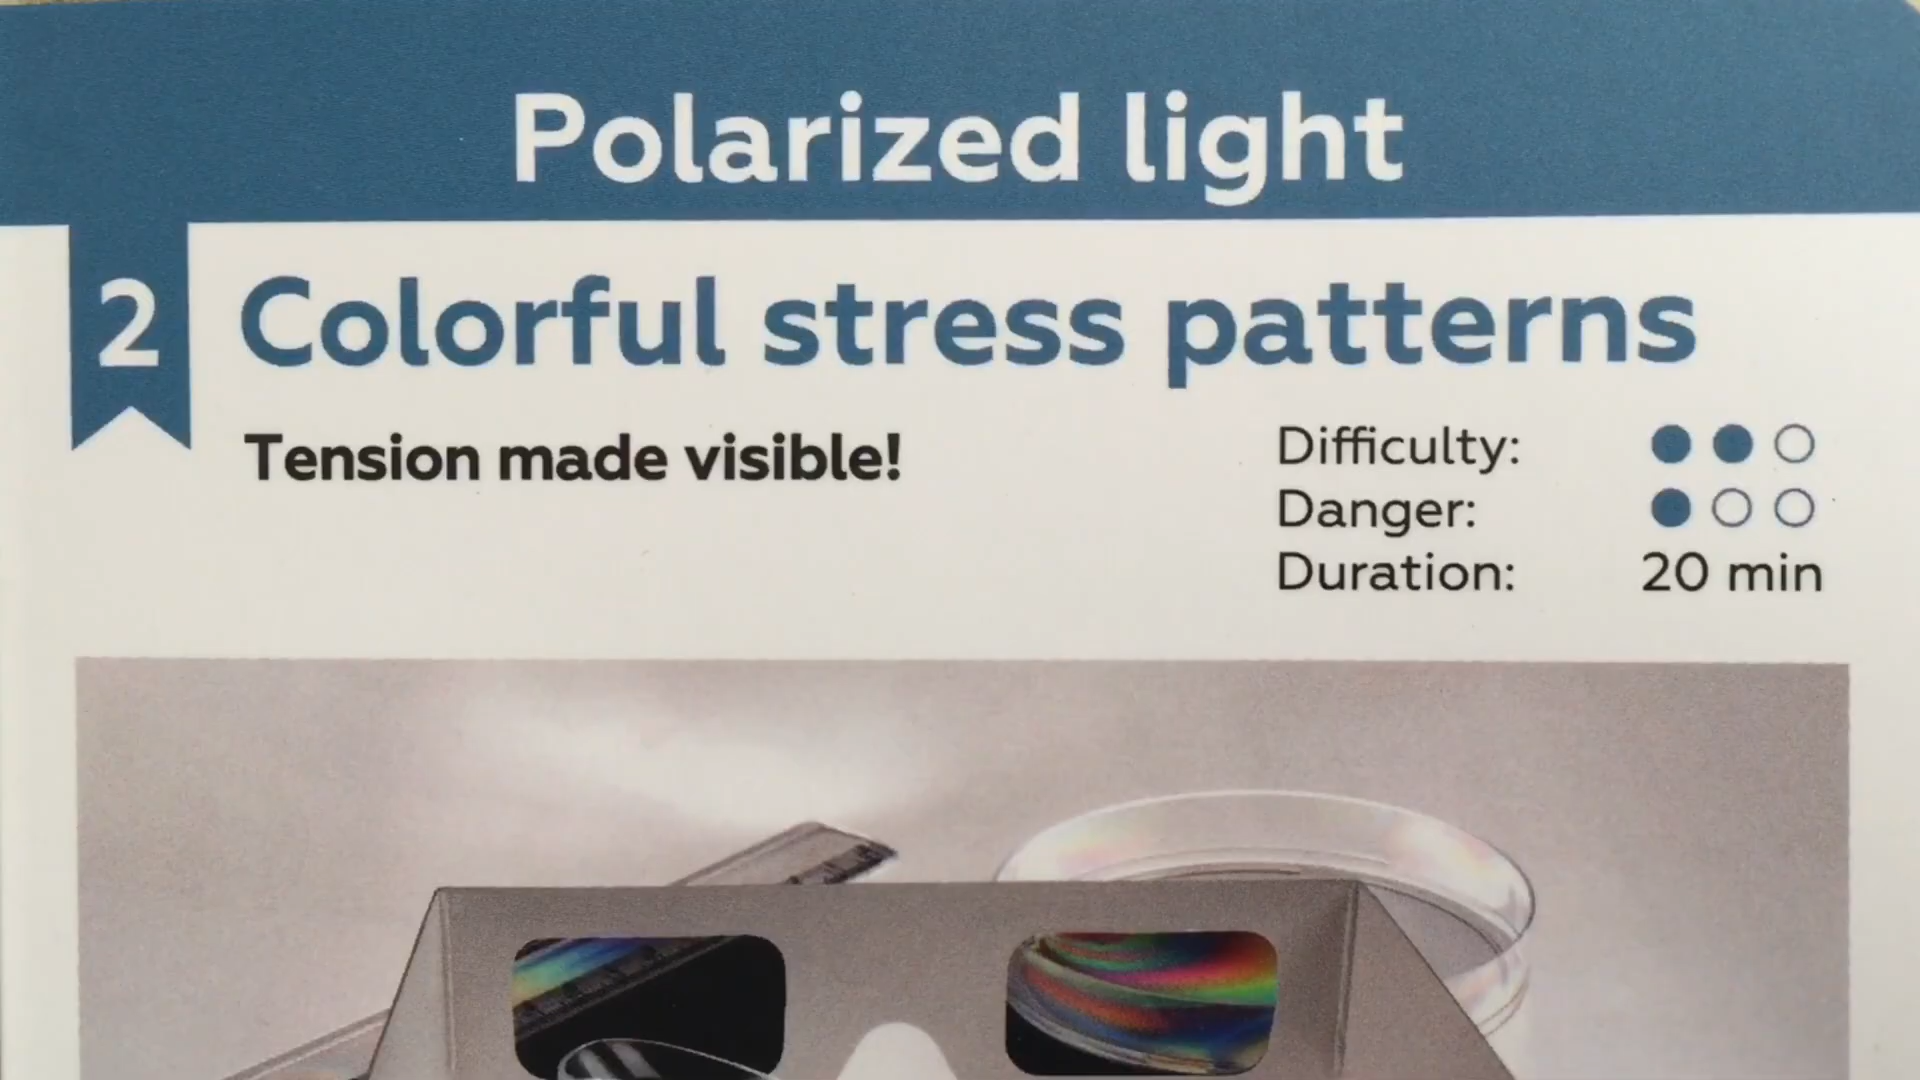 Polarized light
2 Colorful stress patterns
Tension made visible!
Difficulty:
Danger:
Duration: 20 min